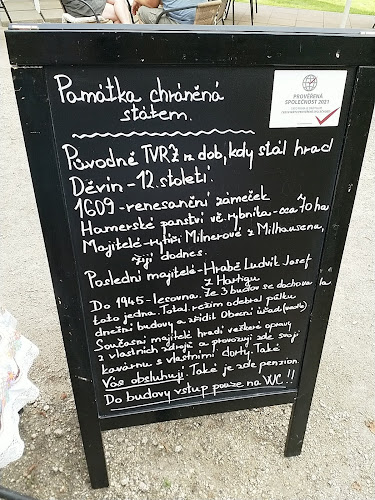 Památka chráněná
státem.
Původně TVRZ z dob, kdy stál hrad
Děvín - 12. století.
1609 - renesanční zámeček
Hamerské panství vč. rybníka - cca 70 ha
Majitelé - rytíři Milnerové z Milhausena,
žijí dodnes.
Poslední majitelé - Hrabě Ludvík Josef
z Hartigu
Do 1945 - lesovna. Ze 3 budov se dochovala
tato jedna. Total. režim odebral půlku
dnešní budovy a zřídil Obecní úřad (vedle)
Současní majitelé hradí veškeré opravy
z vlastních zdrojů a provozují zde svoji
kavárnu s vlastními dorty. Také
Vás obsluhují. Také je zde penzion.
Do budovy vstup pouze na WC!!
PROVĚŘENÁ
SPOLEČNOST 2021